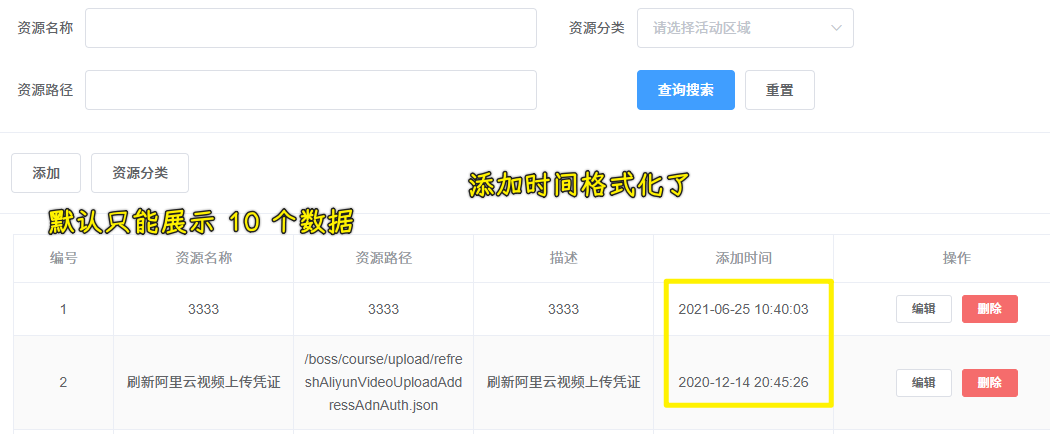 资源名称
资源分类 请选择活动区域
资源路径
查询搜索 重置
添加 资源分类
添加时间格式化了
默认只能展示 10 个数据
编号 资源名称 资源路径 描述 添加时间 操作
1 3333 3333 3333 2021-06-25 10:40:03 编辑 删除
/boss/course/upload/refre
2 刷新阿里云视频上传凭证 shAliyunVideoUploadAdd 刷新阿里云视频上传凭证 2020-12-14 20:45:26 编辑 删除
ressAdnAuth.json